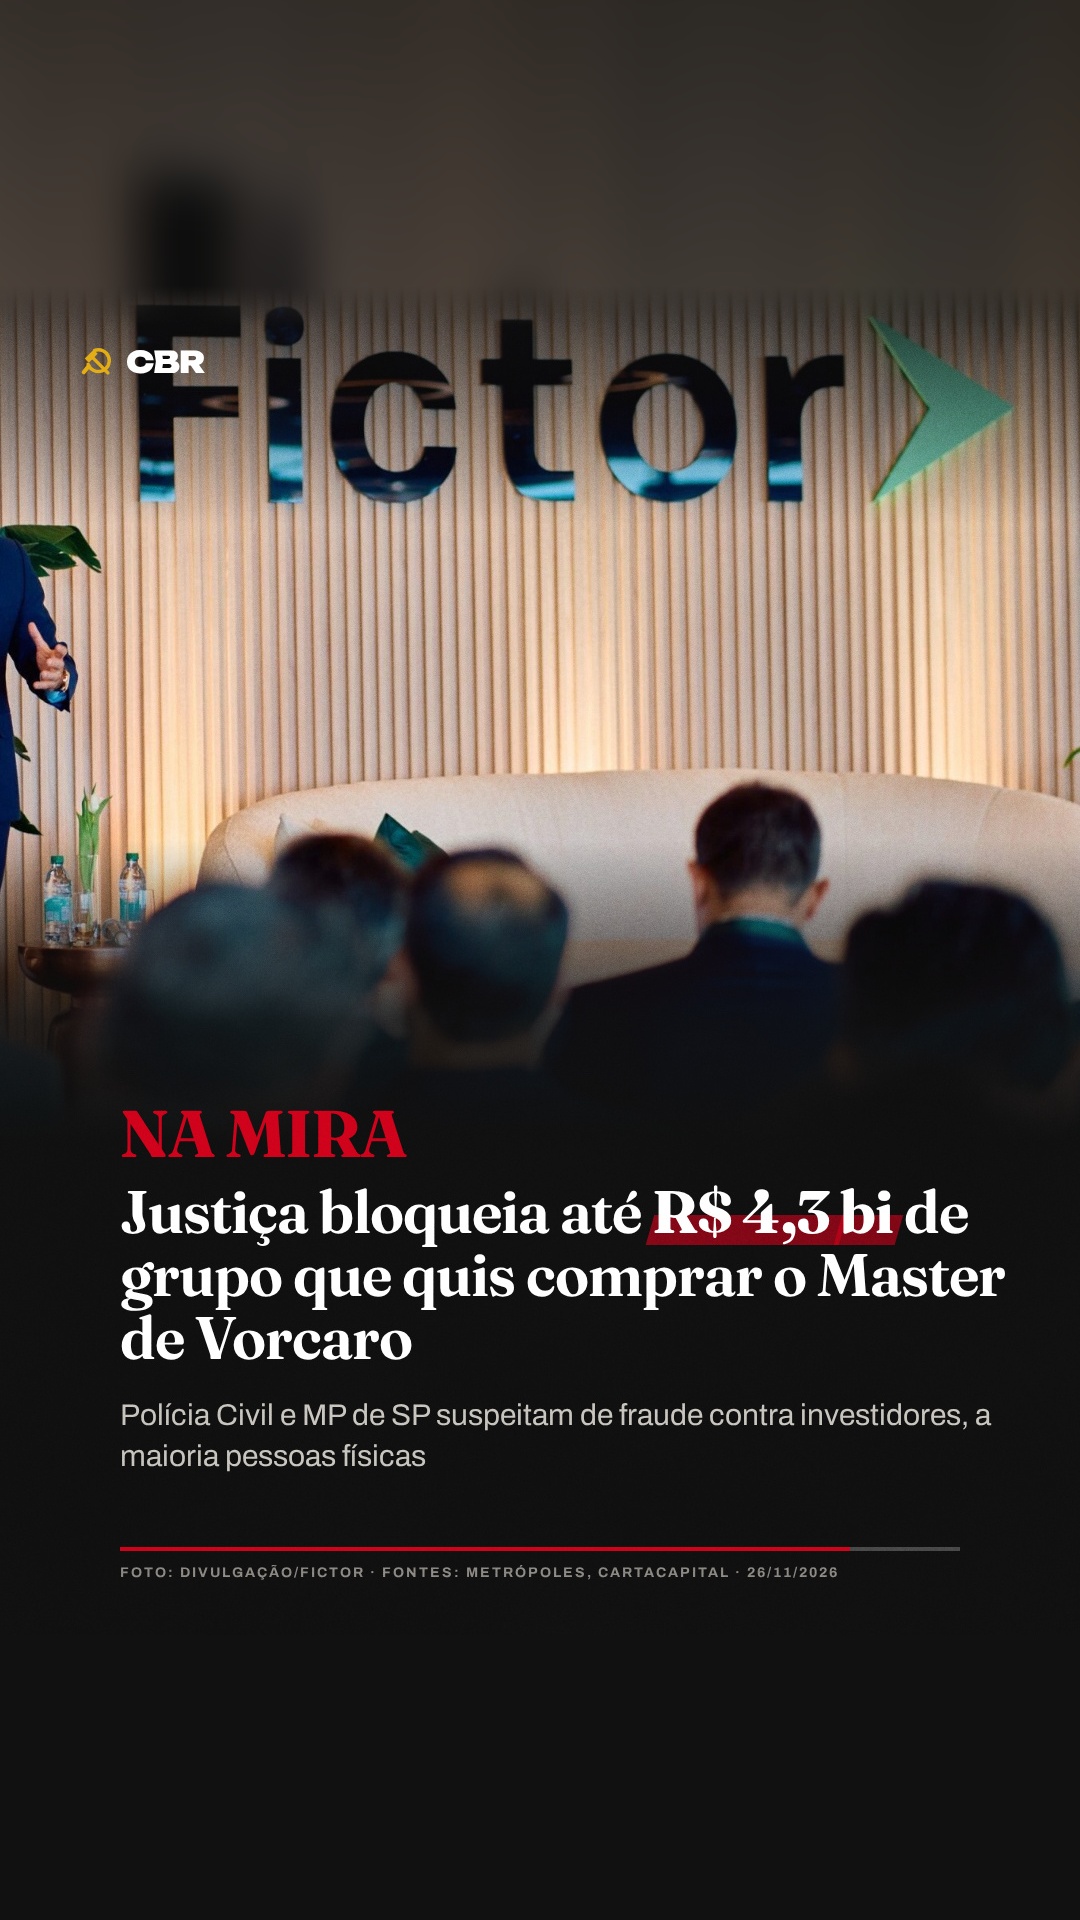 Fictor
CBR
NA MIRA
Justiça bloqueia até R$ 4,3 bi de
grupo que quis comprar o Master
de Vorcaro
Polícia Civil e MP de SP suspeitam de fraude contra investidores, a
maioria pessoas físicas
FOTO: DIVULGAÇÃO/FICTOR · FONTES: METRÓPOLES, CARTACAPITAL · 26/11/2026